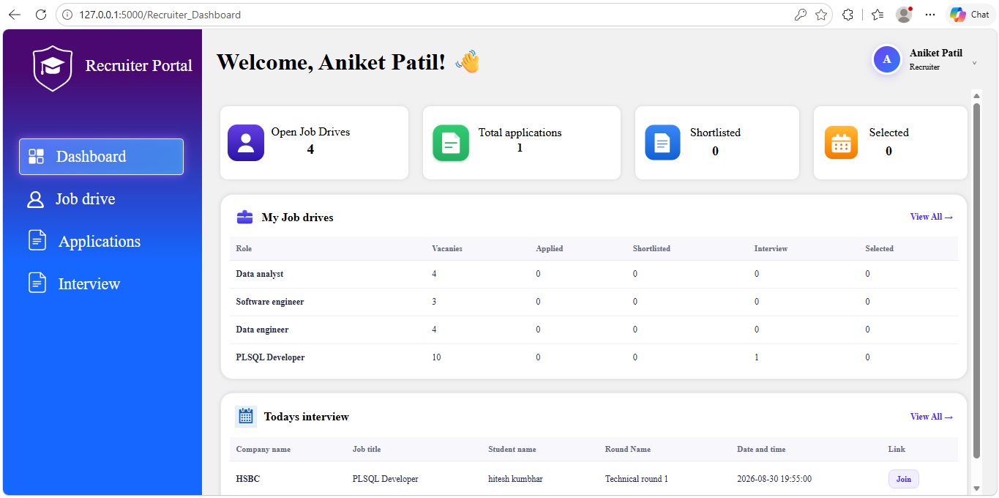 127.0.0.1:5000/Recruiter_Dashboard
Chat
Recruiter Portal
Dashboard
Job drive
Applications
Interview
Welcome, Aniket Patil! 👋
A
Aniket Patil
Recruiter
Open Job Drives
4
Total applications
1
Shortlisted
0
Selected
0
My Job drives
View All →
Role Vacanies Applied Shortlisted Interview Selected
Data analyst 4 0 0 0 0
Software engineer 3 0 0 0 0
Data engineer 4 0 0 0 0
PLSQL Developer 10 0 0 1 0
Todays interview
View All →
Company name Job title Student name Round Name Date and time Link
HSBC PLSQL Developer hitesh kumbhar Technical round 1 2026-08-30 19:55:00 Join